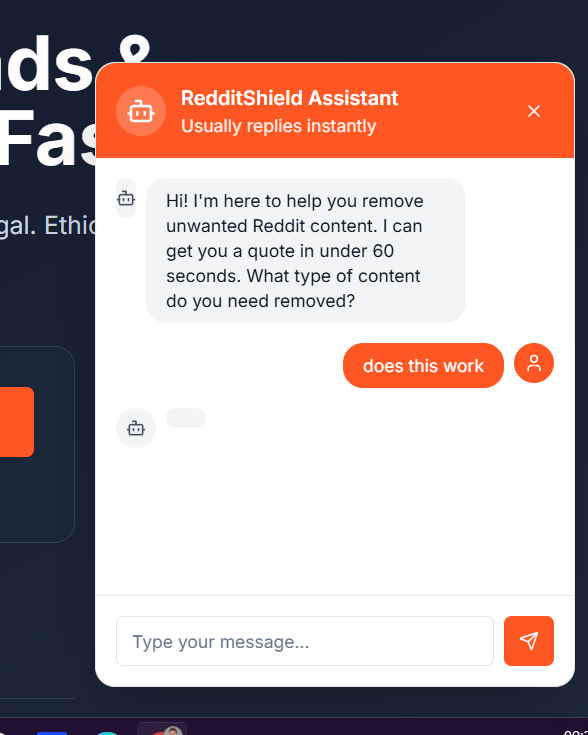 ds &
Fas
gal. Ethic
RedditShield Assistant
Usually replies instantly
Hi! I'm here to help you remove
unwanted Reddit content. I can
get you a quote in under 60
seconds. What type of content
do you need removed?
does this work
Type your message...